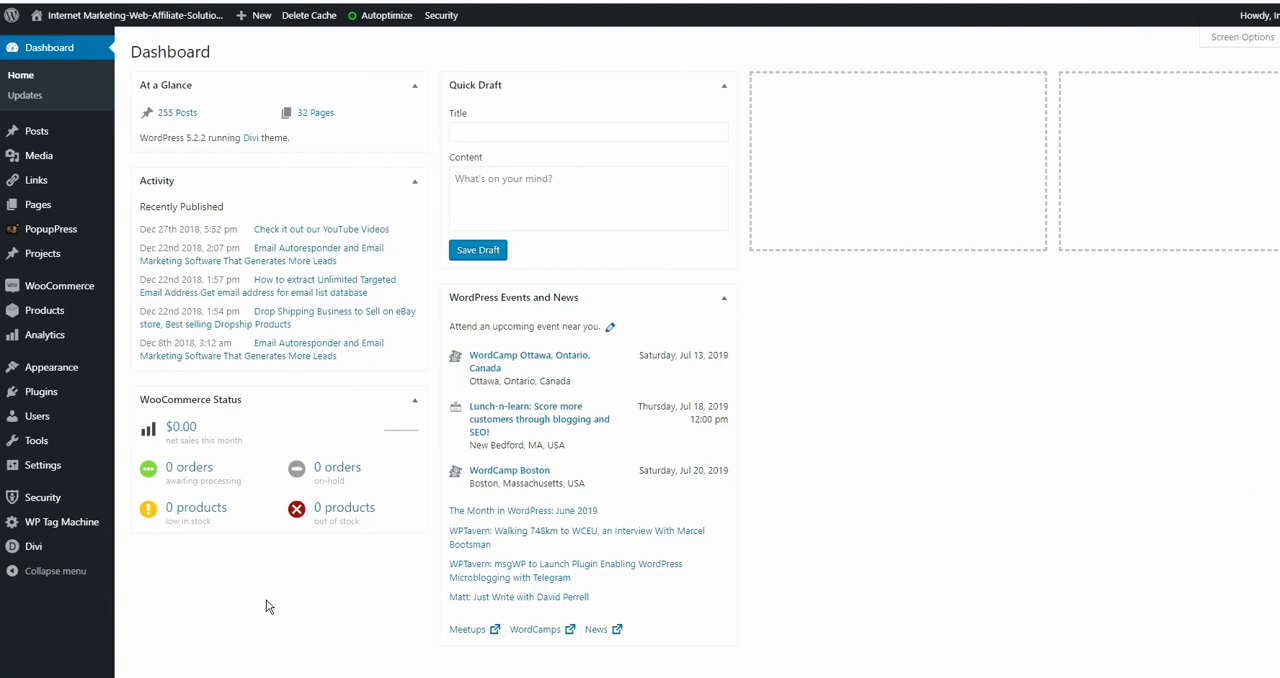 Internet Marketing-Web-Affiliate-Solutio... New Delete Cache Autoptimize Security Howdy, In
Screen Options
Dashboard
Home
Updates
Posts
Media
Links
Pages
PopupPress
Projects
WooCommerce
Products
Analytics
Appearance
Plugins
Users
Tools
Settings
Security
WP Tag Machine
Divi
Collapse menu
Dashboard
At a Glance
255 Posts 32 Pages
WordPress 5.2.2 running Divi theme.
Activity
Recently Published
Dec 27th 2018, 5:52 pm Check it out our YouTube Videos
Dec 22nd 2018, 2:07 pm Email Autoresponder and Email
Marketing Software That Generates More Leads
Dec 22nd 2018, 1:57 pm How to extract Unlimited Targeted
Email Address Get email address for email list database
Dec 22nd 2018, 1:54 pm Drop Shipping Business to Sell on eBay
store, Best selling Dropship Products
Dec 8th 2018, 3:12 am Email Autoresponder and Email
Marketing Software That Generates More Leads
WooCommerce Status
$0.00
net sales this month
0 orders 0 orders
awaiting processing on-hold
0 products 0 products
low in stock out of stock
Quick Draft
Title
Content
What's on your mind?
Save Draft
WordPress Events and News
Attend an upcoming event near you.
WordCamp Ottawa, Ontario, Saturday, Jul 13, 2019
Canada
Ottawa, Ontario, Canada
Lunch-n-learn: Score more Thursday, Jul 18, 2019
customers through blogging and 12:00 pm
SEO!
New Bedford, MA, USA
WordCamp Boston Saturday, Jul 20, 2019
Boston, Massachusetts, USA
The Month in WordPress: June 2019
WPTavern: Walking 748km to WCEU, an Interview With Marcel
Bootsman
WPTavern: msgWP to Launch Plugin Enabling WordPress
Microblogging with Telegram
Matt: Just Write with David Perrell
Meetups WordCamps News